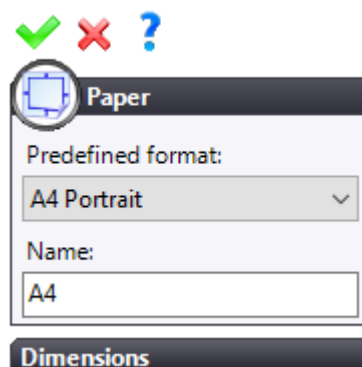 ?
Paper
Predefined format:
A4 Portrait
Name:
A4
Dimensions